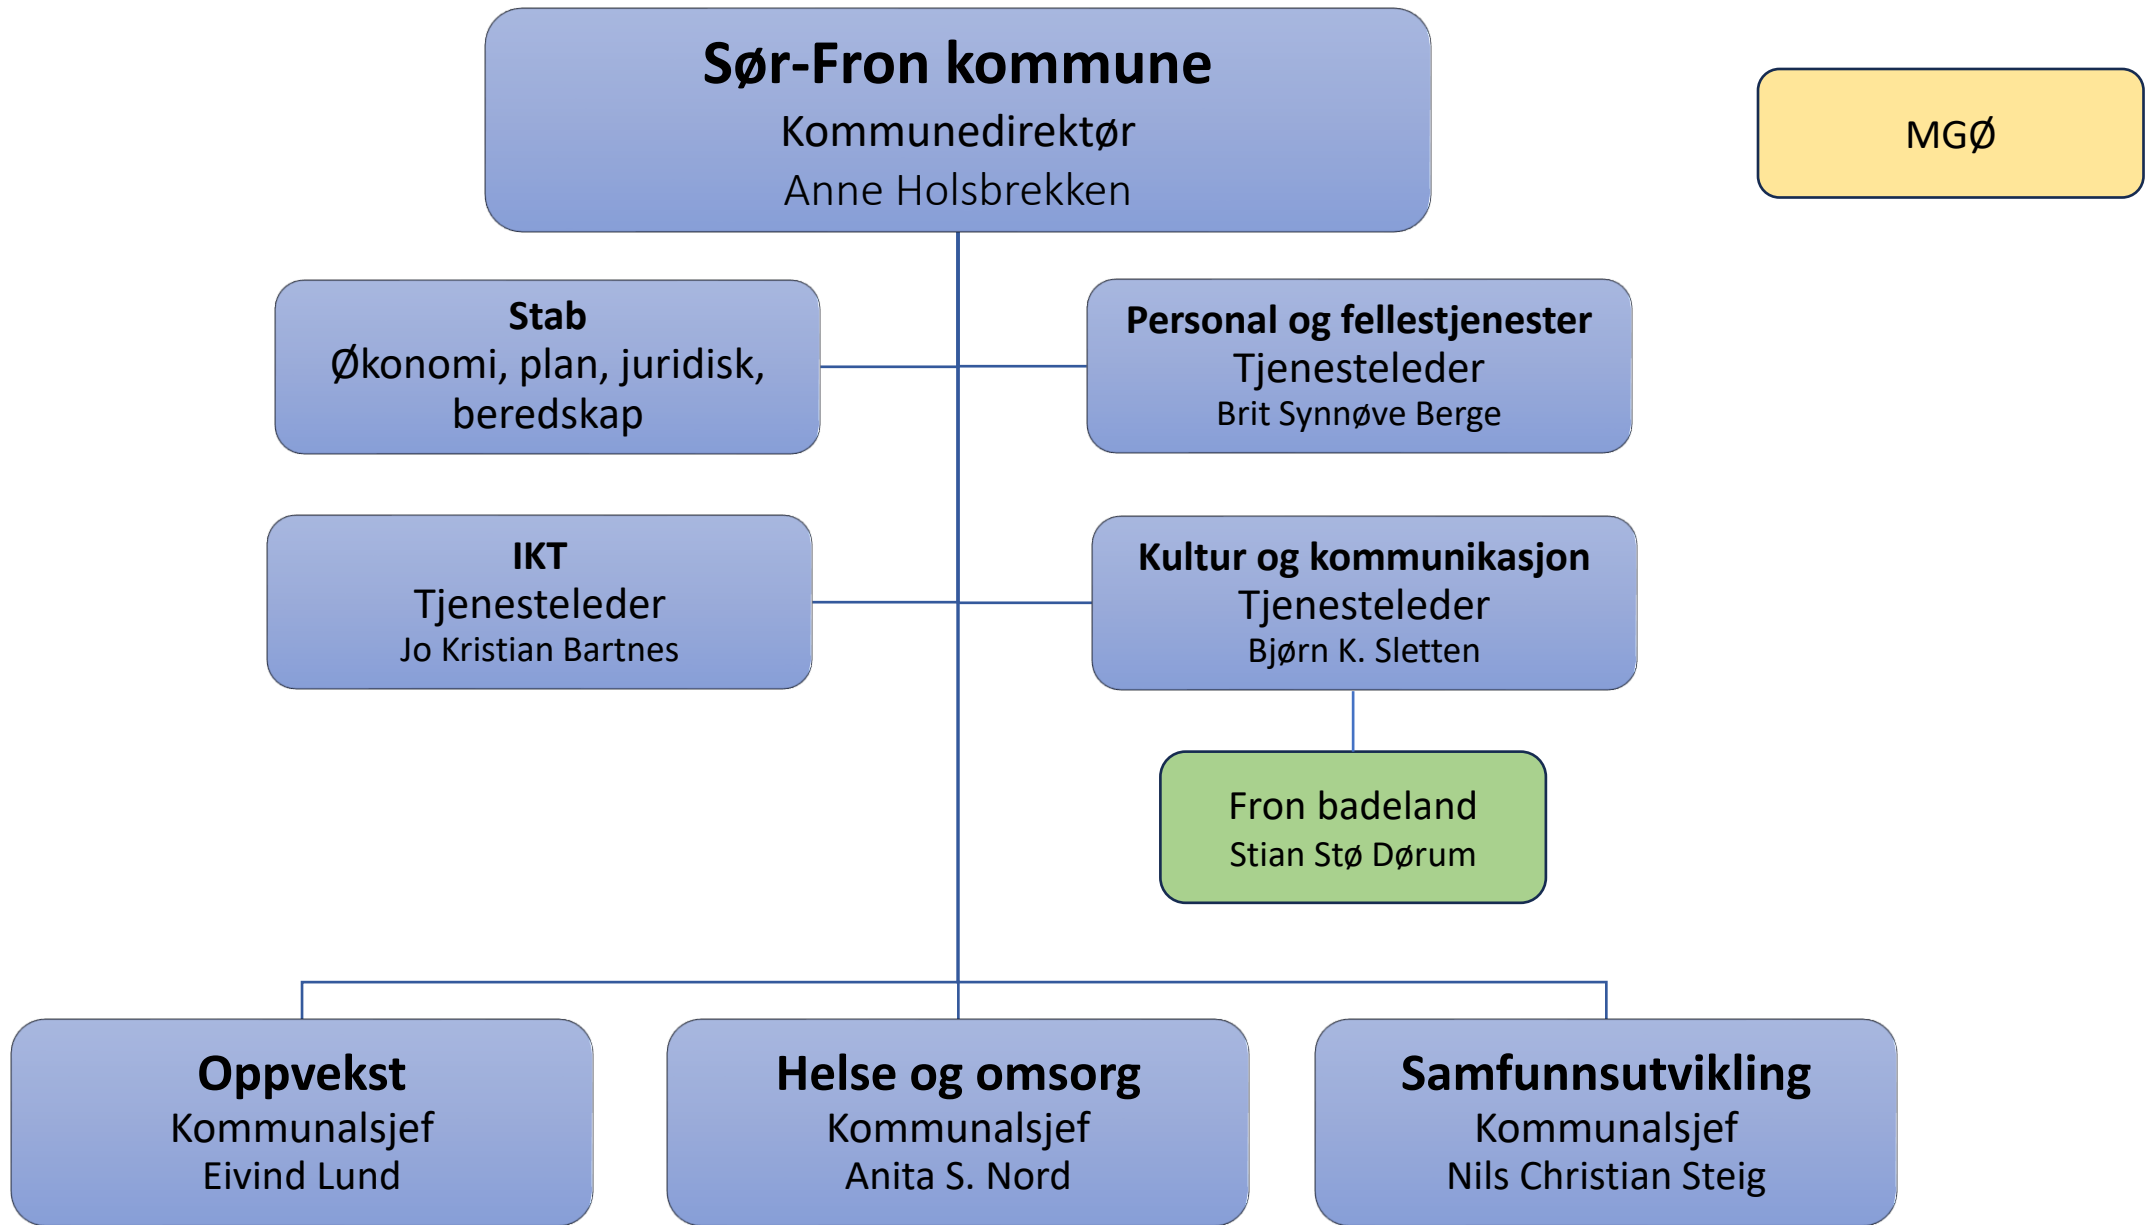 Sør-Fron kommune
Kommunedirektør
Anne Holsbrekken
MGØ
Stab
Økonomi, plan, juridisk,
beredskap
Personal og fellestjenester
Tjenesteleder
Brit Synnøve Berge
IKT
Tjenesteleder
Jo Kristian Bartnes
Kultur og kommunikasjon
Tjenesteleder
Bjørn K. Sletten
Fron badeland
Stian Stø Dørum
Oppvekst
Kommunalsjef
Eivind Lund
Helse og omsorg
Kommunalsjef
Anita S. Nord
Samfunnsutvikling
Kommunalsjef
Nils Christian Steig